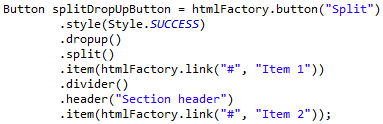 Button splitDropUpButton = htmlFactory.button("Split")
        .style(Style.SUCCESS)
        .dropup()
        .split()
        .item(htmlFactory.link("#", "Item 1"))
        .divider()
        .header("Section header")
        .item(htmlFactory.link("#", "Item 2"));